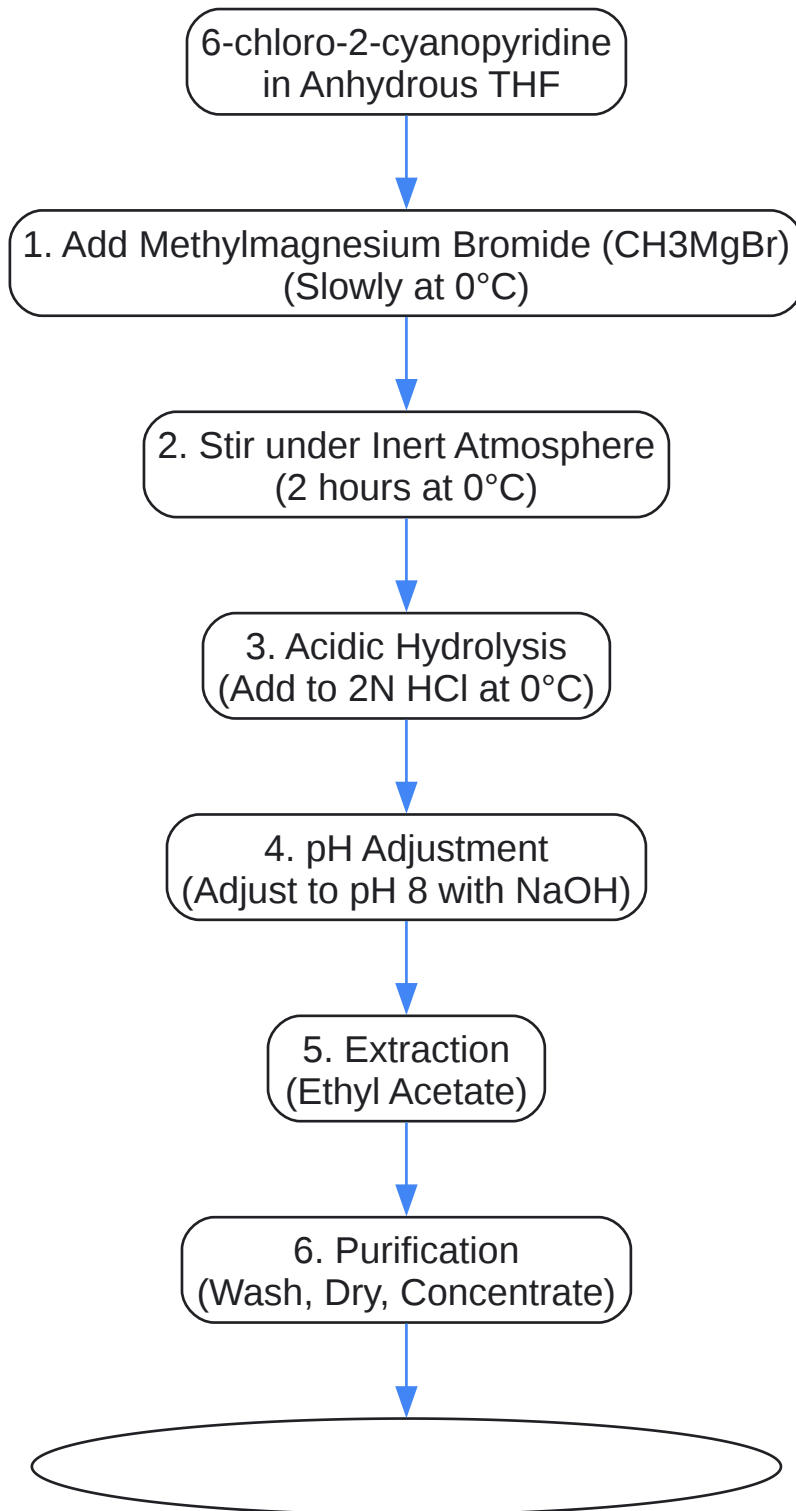 6-chloro-2-cyanopyridine
in Anhydrous THF
1. Add Methylmagnesium Bromide (CH3MgBr)
(Slowly at 0°C)
2. Stir under Inert Atmosphere
(2 hours at 0°C)
3. Acidic Hydrolysis
(Add to 2N HCl at 0°C)
4. pH Adjustment
(Adjust to pH 8 with NaOH)
5. Extraction
(Ethyl Acetate)
6. Purification
(Wash, Dry, Concentrate)